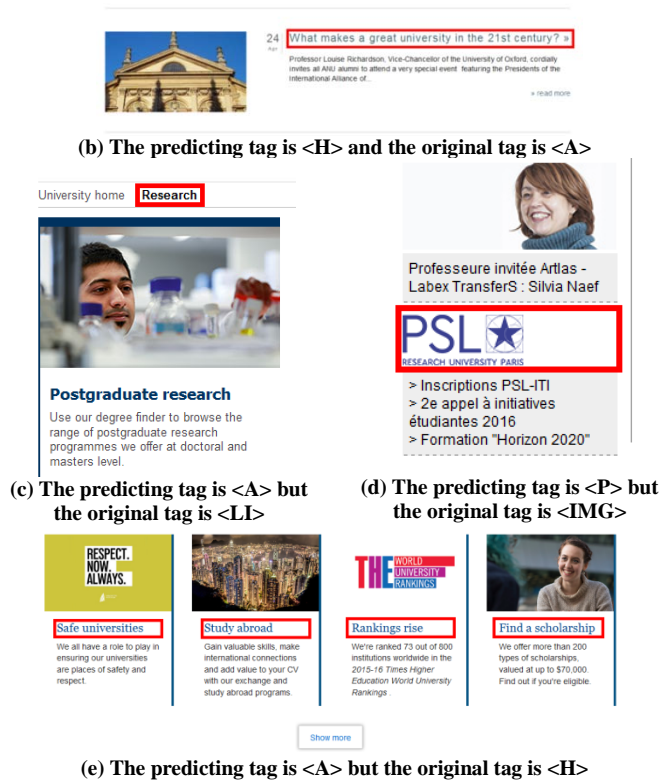 24 What makes a great university in the 21st century? »
Apr
Professor Louise Richardson, Vice-Chancellor of the University of Oxford, cordially
invites all ANU alumni to attend a very special event featuring the Presidents of the
International Alliance of..
» read more
(b) The predicting tag is <H> and the original tag is <A>
University home Research
Postgraduate research
Use our degree finder to browse the
range of postgraduate research
programmes we offer at doctoral and
masters level.
(c) The predicting tag is <A> but
the original tag is <LI>
Professeure invitée Artlas -
Labex TransferS : Silvia Naef
PSL
RESEARCH UNIVERSITY PARIS
> Inscriptions PSL-ITI
> 2e appel à initiatives
étudiantes 2016
> Formation "Horizon 2020"
(d) The predicting tag is <P> but
the original tag is <IMG>
RESPECT.
NOW.
ALWAYS.
Safe universities
We all have a role to play in
ensuring our universities
are places of safety and
respect.
Study abroad
Gain valuable skills, make
international connections
and add value to your CV
with our exchange and
study abroad programs.
THE WORLD
UNIVERSITY
RANKINGS
Rankings rise
We're ranked 73 out of 800
institutions worldwide in the
2015-16 Times Higher
Education World University
Rankings .
Find a scholarship
We offer more than 200
types of scholarships,
valued at up to $70,000.
Find out if you're eligible.
Show more
(e) The predicting tag is <A> but the original tag is <H>